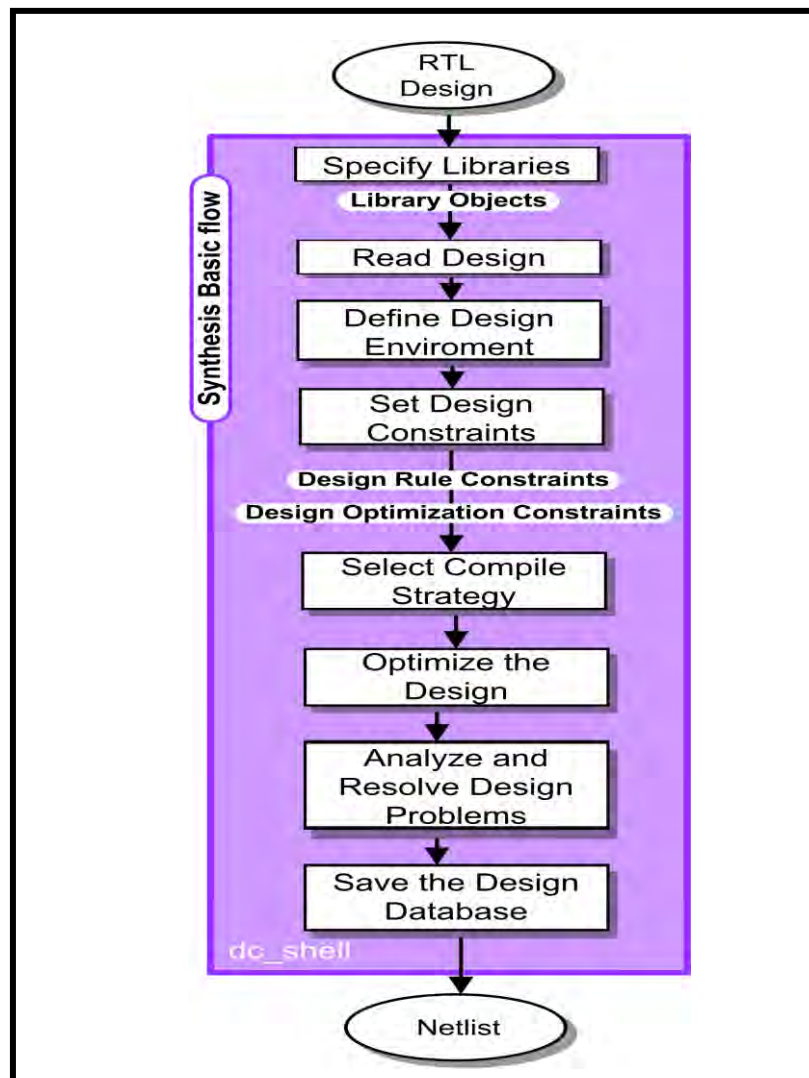 RTL
Design
Specify Libraries
Library Objects
Synthesis Basic flow
Read Design
Define Design
Enviroment
Set Design
Constraints
Design Rule Constraints
Design Optimization Constraints
Select Compile
Strategy
Optimize the
Design
Analyze and
Resolve Design
Problems
Save the Design
Database
dc_shell
Netlist